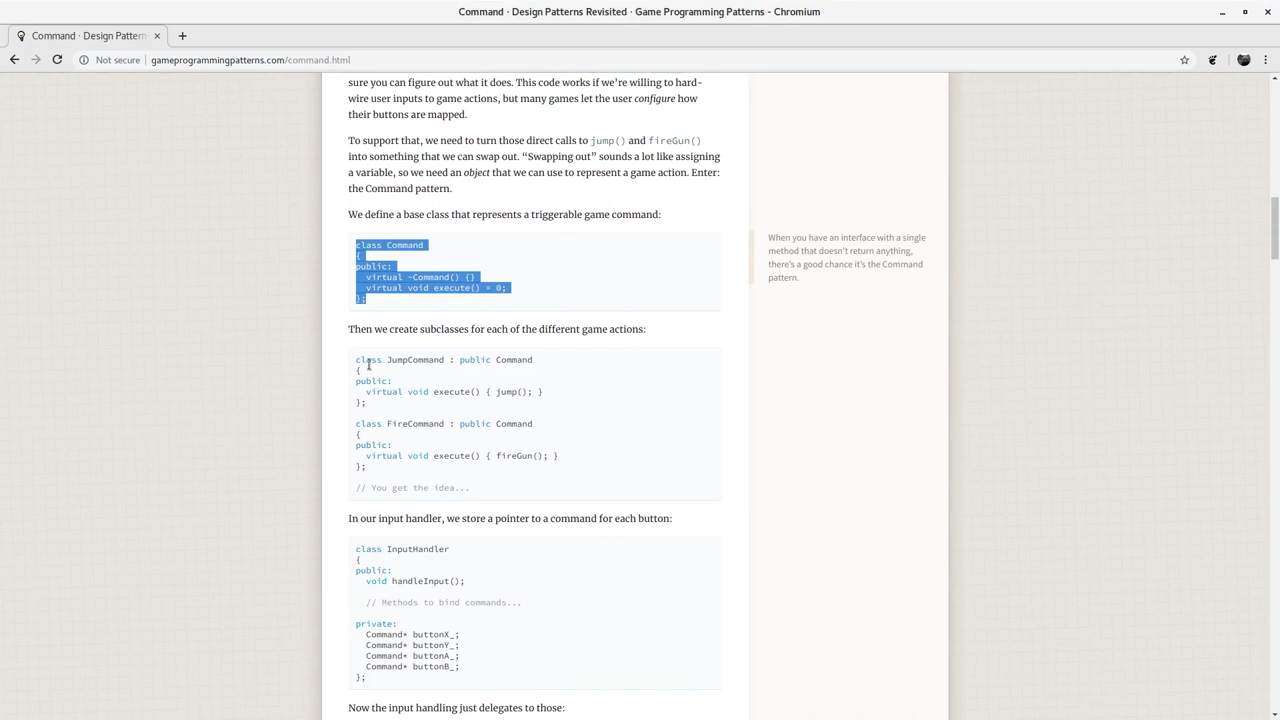 Command · Design Patterns Revisited · Game Programming Patterns - Chromium
Command · Design Pattern
Not secure
gameprogrammingpatterns.com/command.html
sure you can figure out what it does. This code works if we're willing to hard-
wire user inputs to game actions, but many games let the user configure how
their buttons are mapped.
To support that, we need to turn those direct calls to jump() and fireGun()
into something that we can swap out. “Swapping out” sounds a lot like assigning
a variable, so we need an object that we can use to represent a game action. Enter:
the Command pattern.
We define a base class that represents a triggerable game command:
class Command
{
public:
  virtual ~Command() {}
  virtual void execute() = 0;
};
When you have an interface with a single
method that doesn't return anything,
there's a good chance it's the Command
pattern.
Then we create subclasses for each of the different game actions:
class JumpCommand : public Command
{
public:
  virtual void execute() { jump(); }
};
class FireCommand : public Command
{
public:
  virtual void execute() { fireGun(); }
};
// You get the idea...
In our input handler, we store a pointer to a command for each button:
class InputHandler
{
public:
  void handleInput();
  // Methods to bind commands...
private:
  Command* buttonX_;
  Command* buttonY_;
  Command* buttonA_;
  Command* buttonB_;
};
Now the input handling just delegates to those: